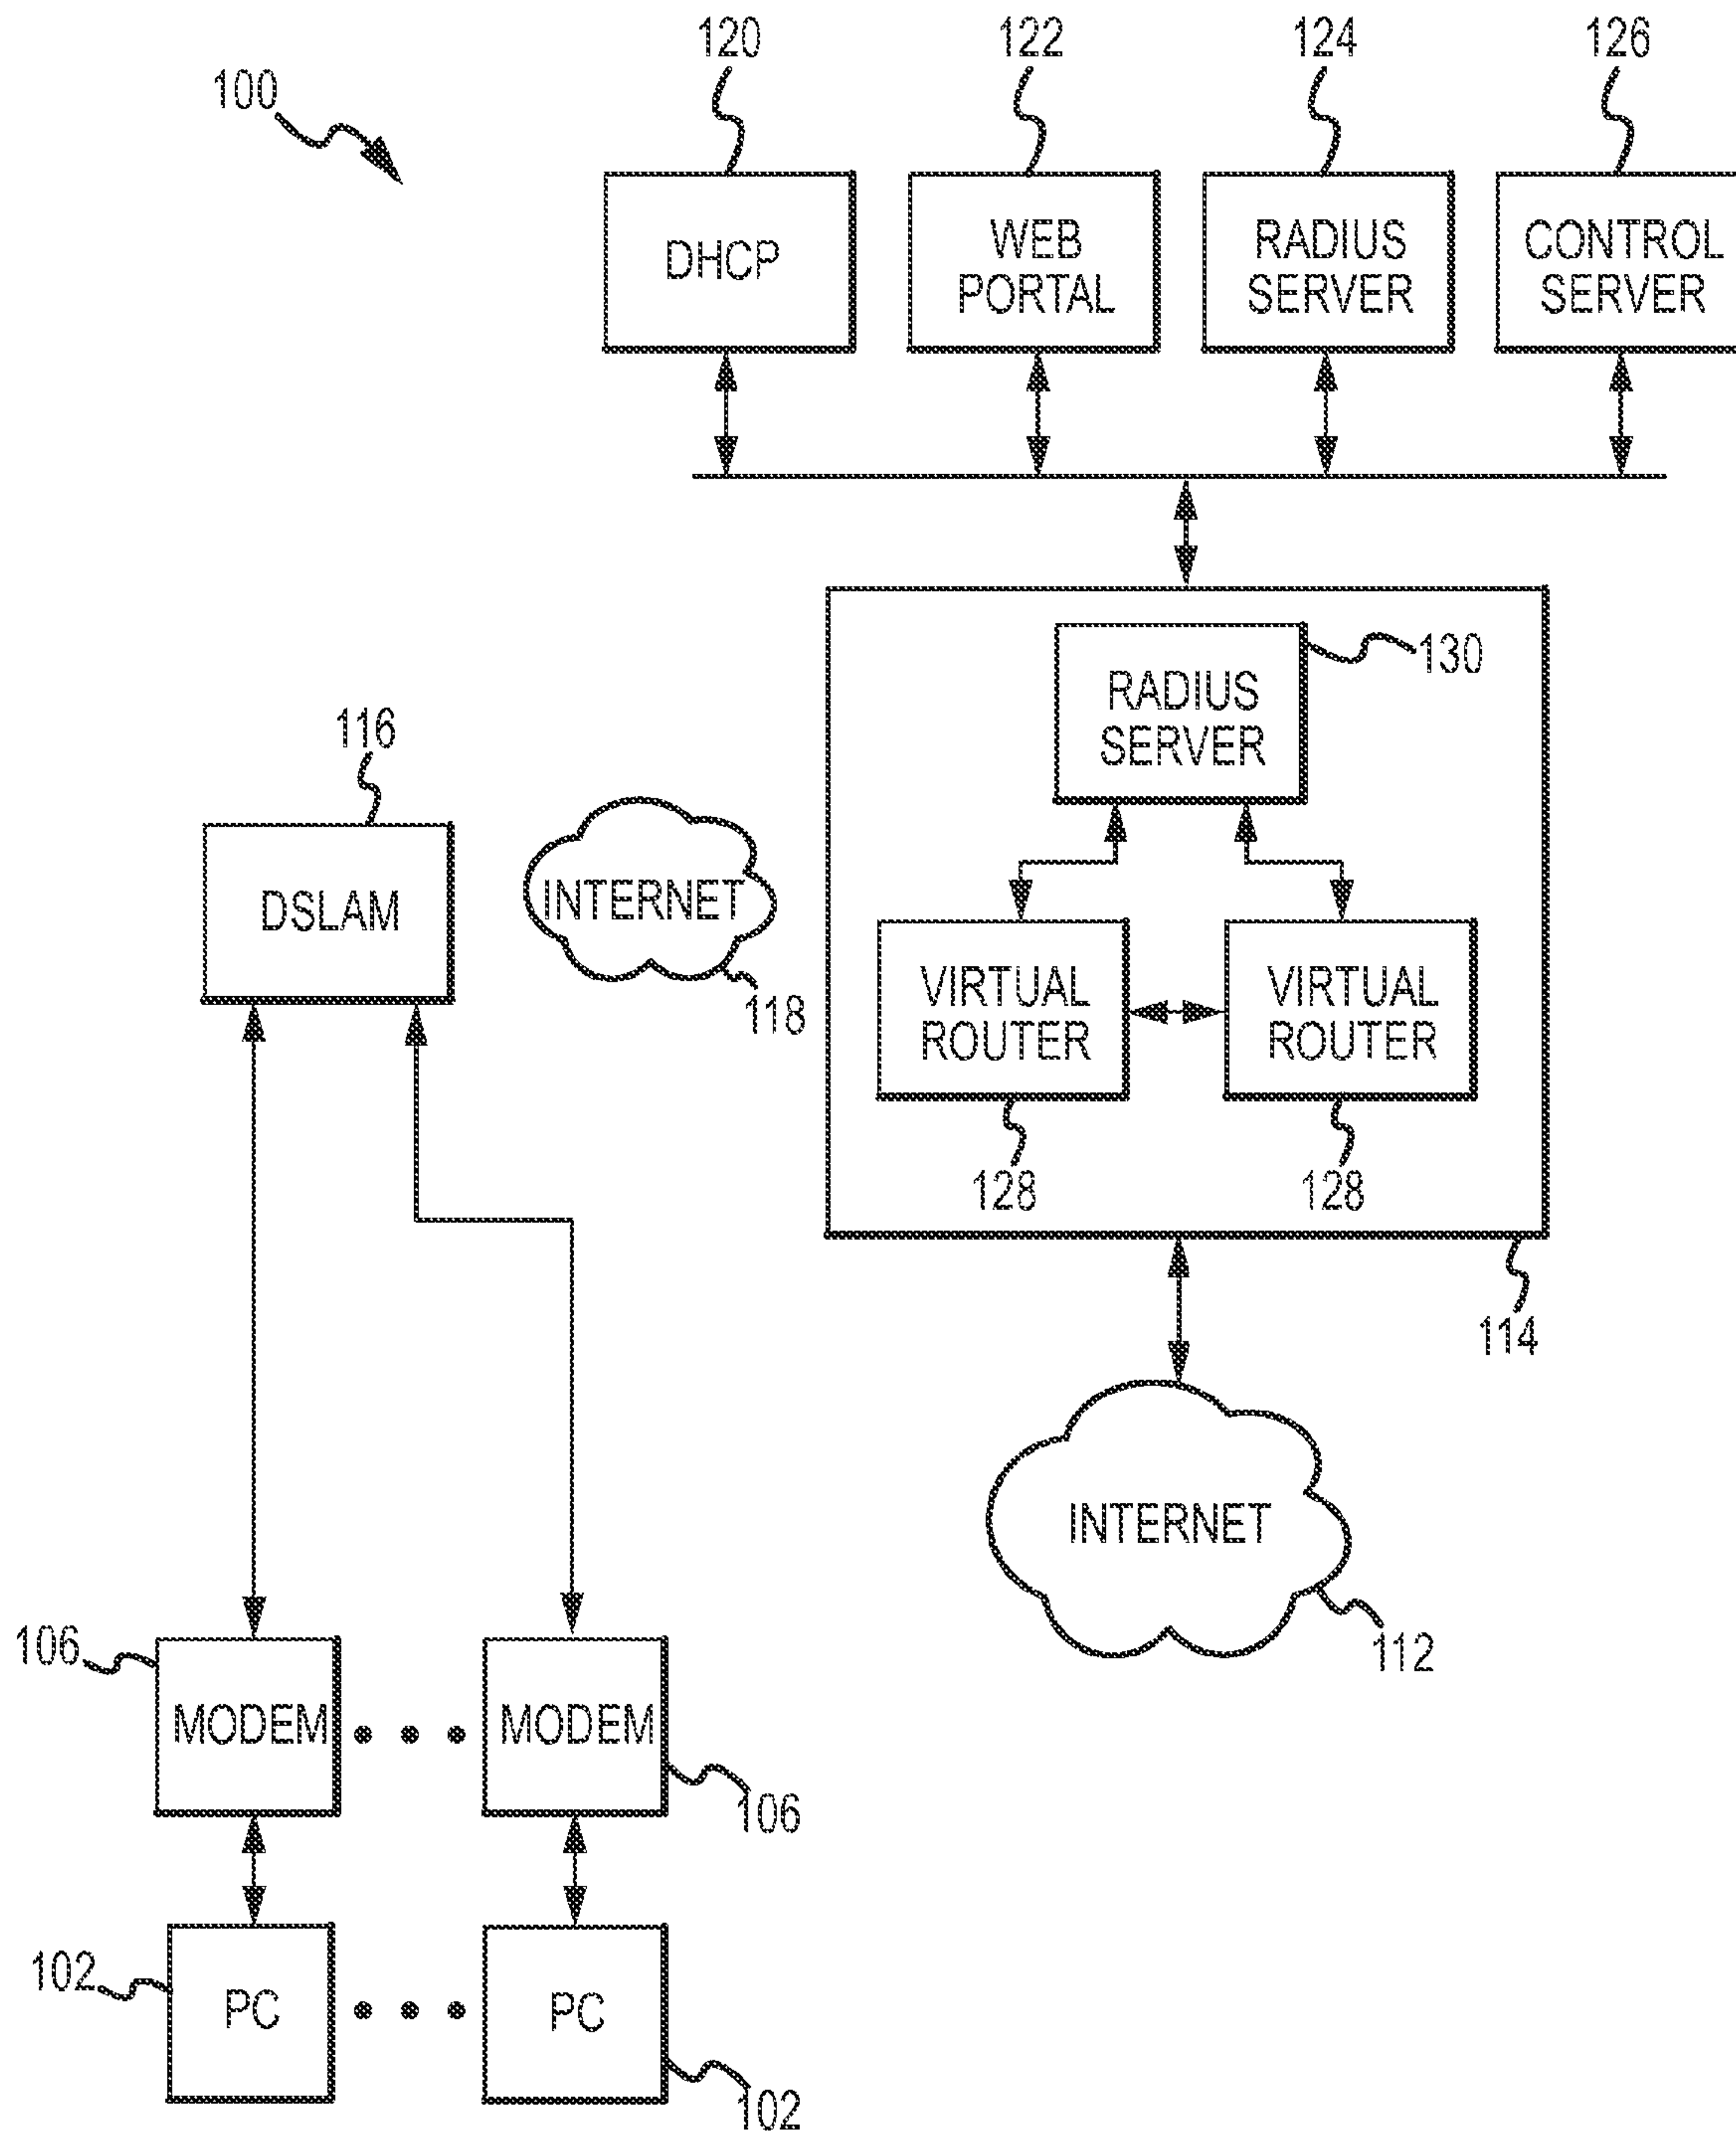 120
122
124
126
100
DHCP
WEB
PORTAL
RADIUS
SERVER
CONTROL
SERVER
130
RADIUS
SERVER
116
DSLAM
INTERNET
118
VIRTUAL
ROUTER
VIRTUAL
ROUTER
128
128
114
INTERNET
112
106
MODEM
MODEM
106
102
PC
PC
102